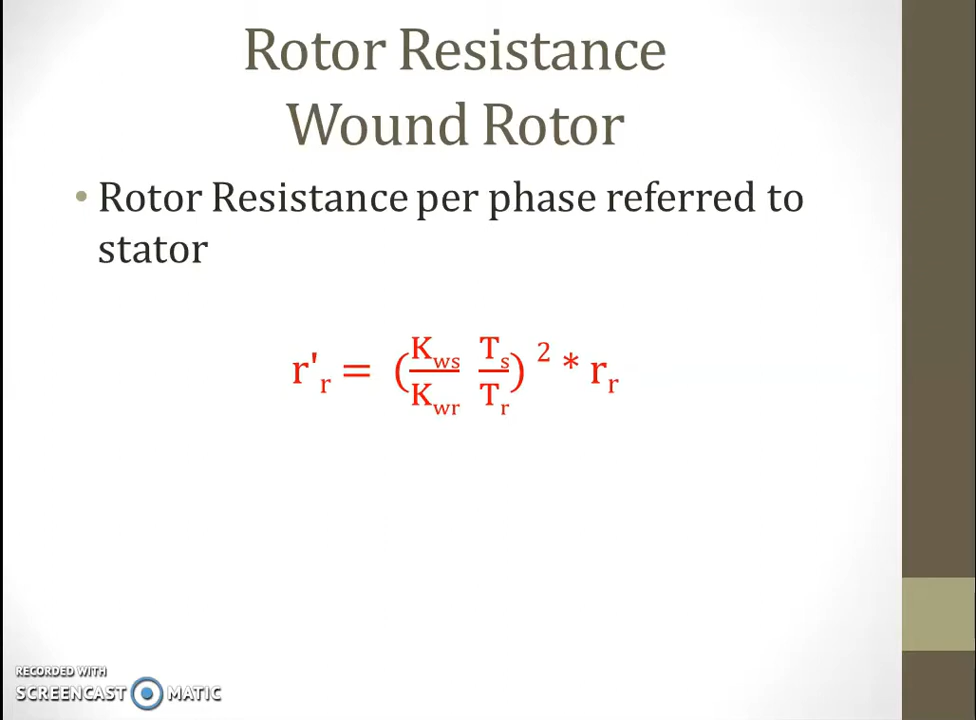 Rotor Resistance
Wound Rotor
• Rotor Resistance per phase referred to
stator
r'r = (Kws/Kwr Ts/Tr) 2 * rr
RECORDED WITH
SCREENCAST MATIC